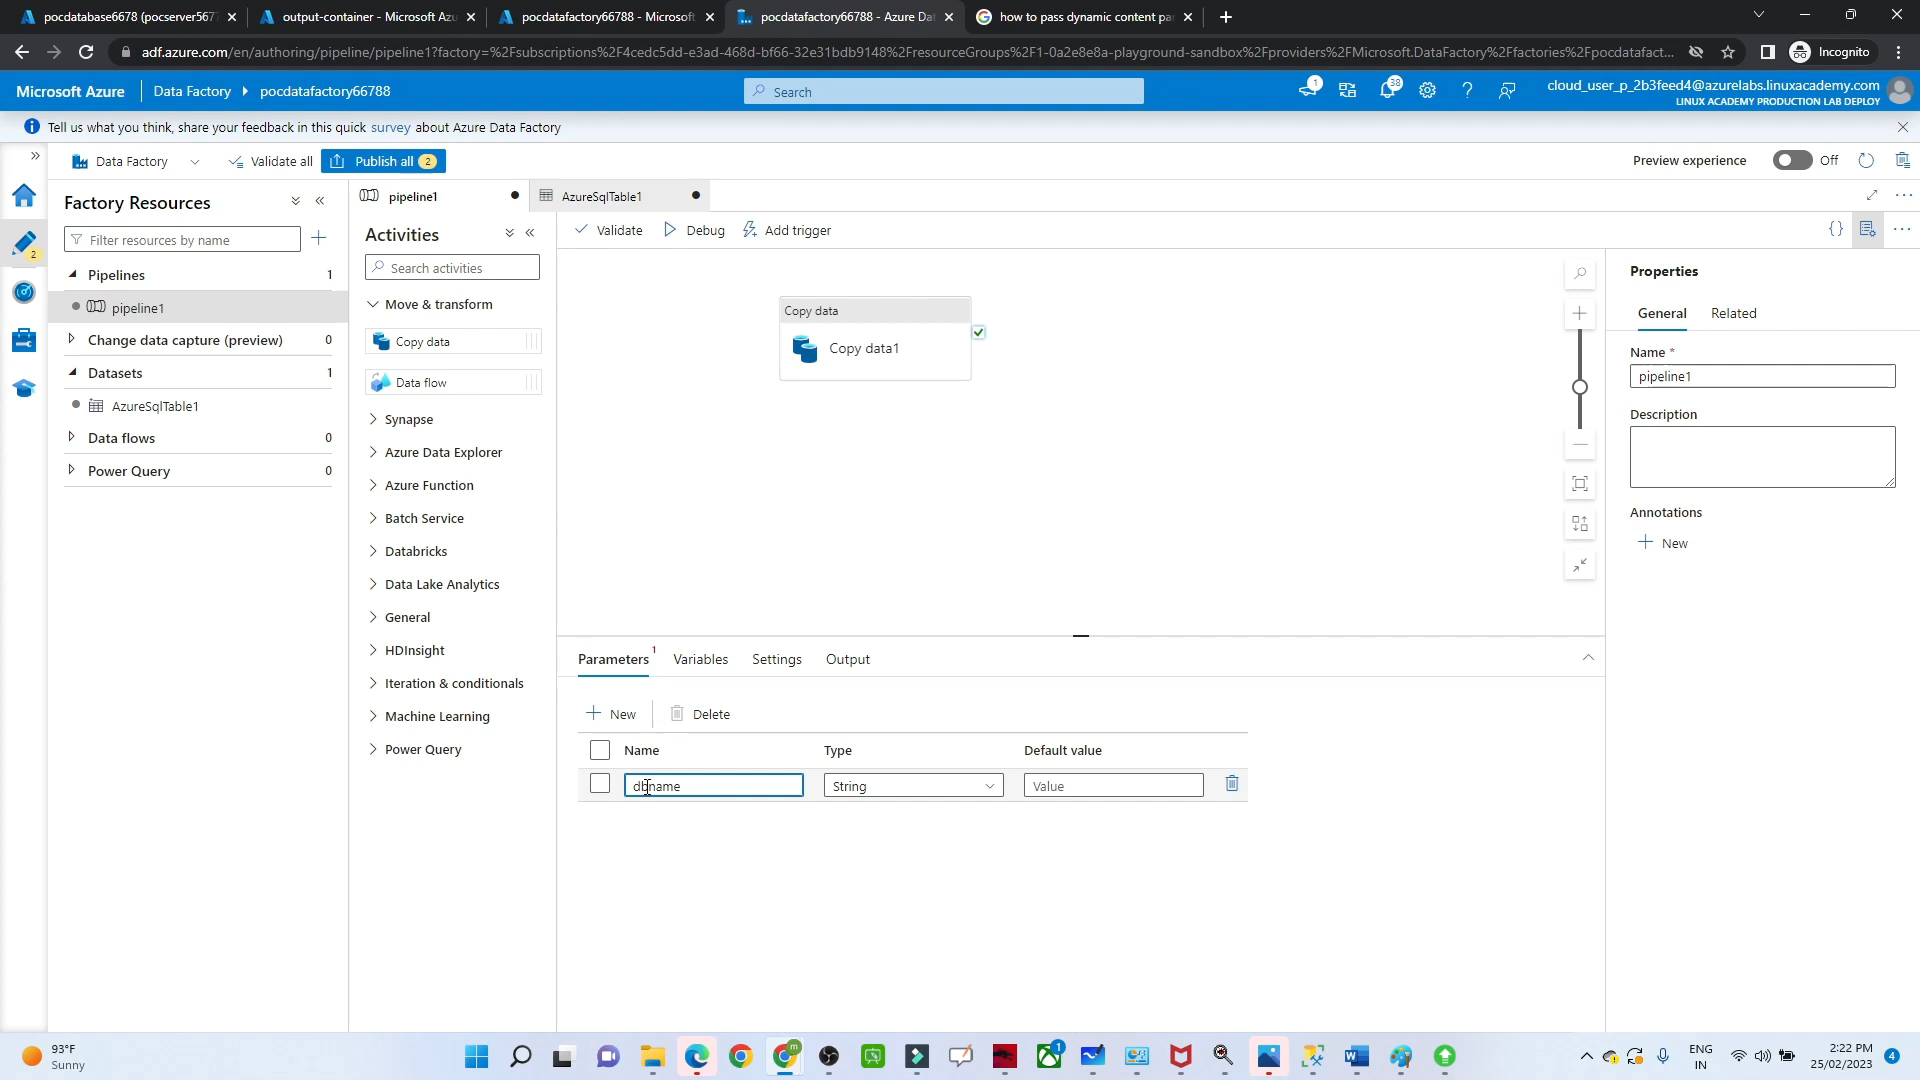 pocdatabase6678 (pocserver567
output-container - Microsoft Azu
pocdatafactory66788 - Microsoft
pocdatafactory66788 - Azure Dat
how to pass dynamic content pa
adf.azure.com/en/authoring/pipeline/pipeline1?factory=%2Fsubscriptions%2F4cedc5dd-e3ad-468d-bf66-32e31bdb9148%2FresourceGroups%2F1-0a2e8e8a-playground-sandbox%2Fproviders%2FMicrosoft.DataFactory%2Ffactories%2Fpocdatafact...
Incognito
Microsoft Azure
Data Factory
pocdatafactory66788
Search
1
38
cloud_user_p_2b3feed4@azurelabs.linuxacademy.com
LINUX ACADEMY PRODUCTION LAB DEPLOY
Tell us what you think, share your feedback in this quick survey about Azure Data Factory
Data Factory
Validate all
Publish all 2
Preview experience
Off
2
Factory Resources
Filter resources by name
Pipelines 1
pipeline1
Change data capture (preview) 0
Datasets 1
AzureSqlTable1
Data flows 0
Power Query 0
pipeline1
AzureSqlTable1
Activities
Search activities
Move & transform
Copy data
Data flow
Synapse
Azure Data Explorer
Azure Function
Batch Service
Databricks
Data Lake Analytics
General
HDInsight
Iteration & conditionals
Machine Learning
Power Query
Validate
Debug
Add trigger
{}
Copy data
Copy data1
Parameters 1
Variables
Settings
Output
New
Delete
Name
Type
Default value
dbname
String
Value
Properties
General
Related
Name *
pipeline1
Description
Annotations
New
93°F
Sunny
m
1
ENG
IN
2:22 PM
25/02/2023
4